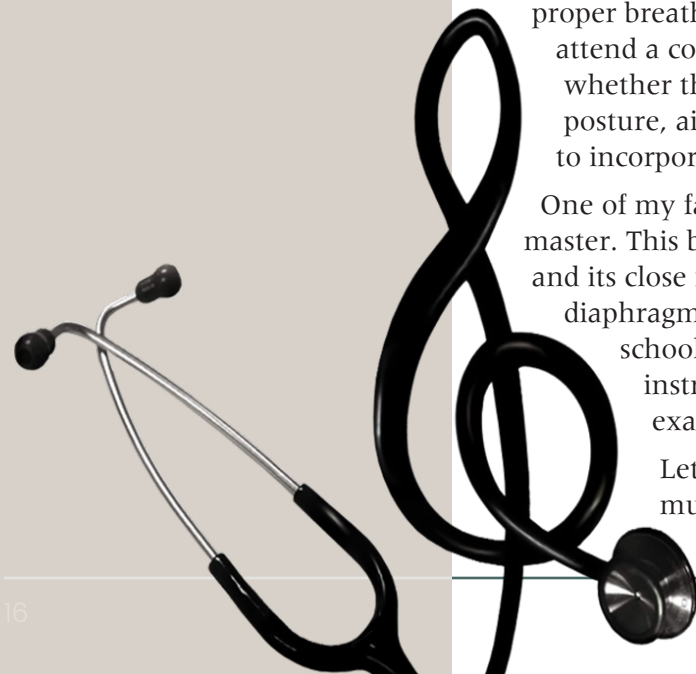 proper breath
attend a co
whether th
posture, ai
to incorpor
One of my fa
master. This b
and its close
diaphragm
school
instr
exa
Let
mu
16